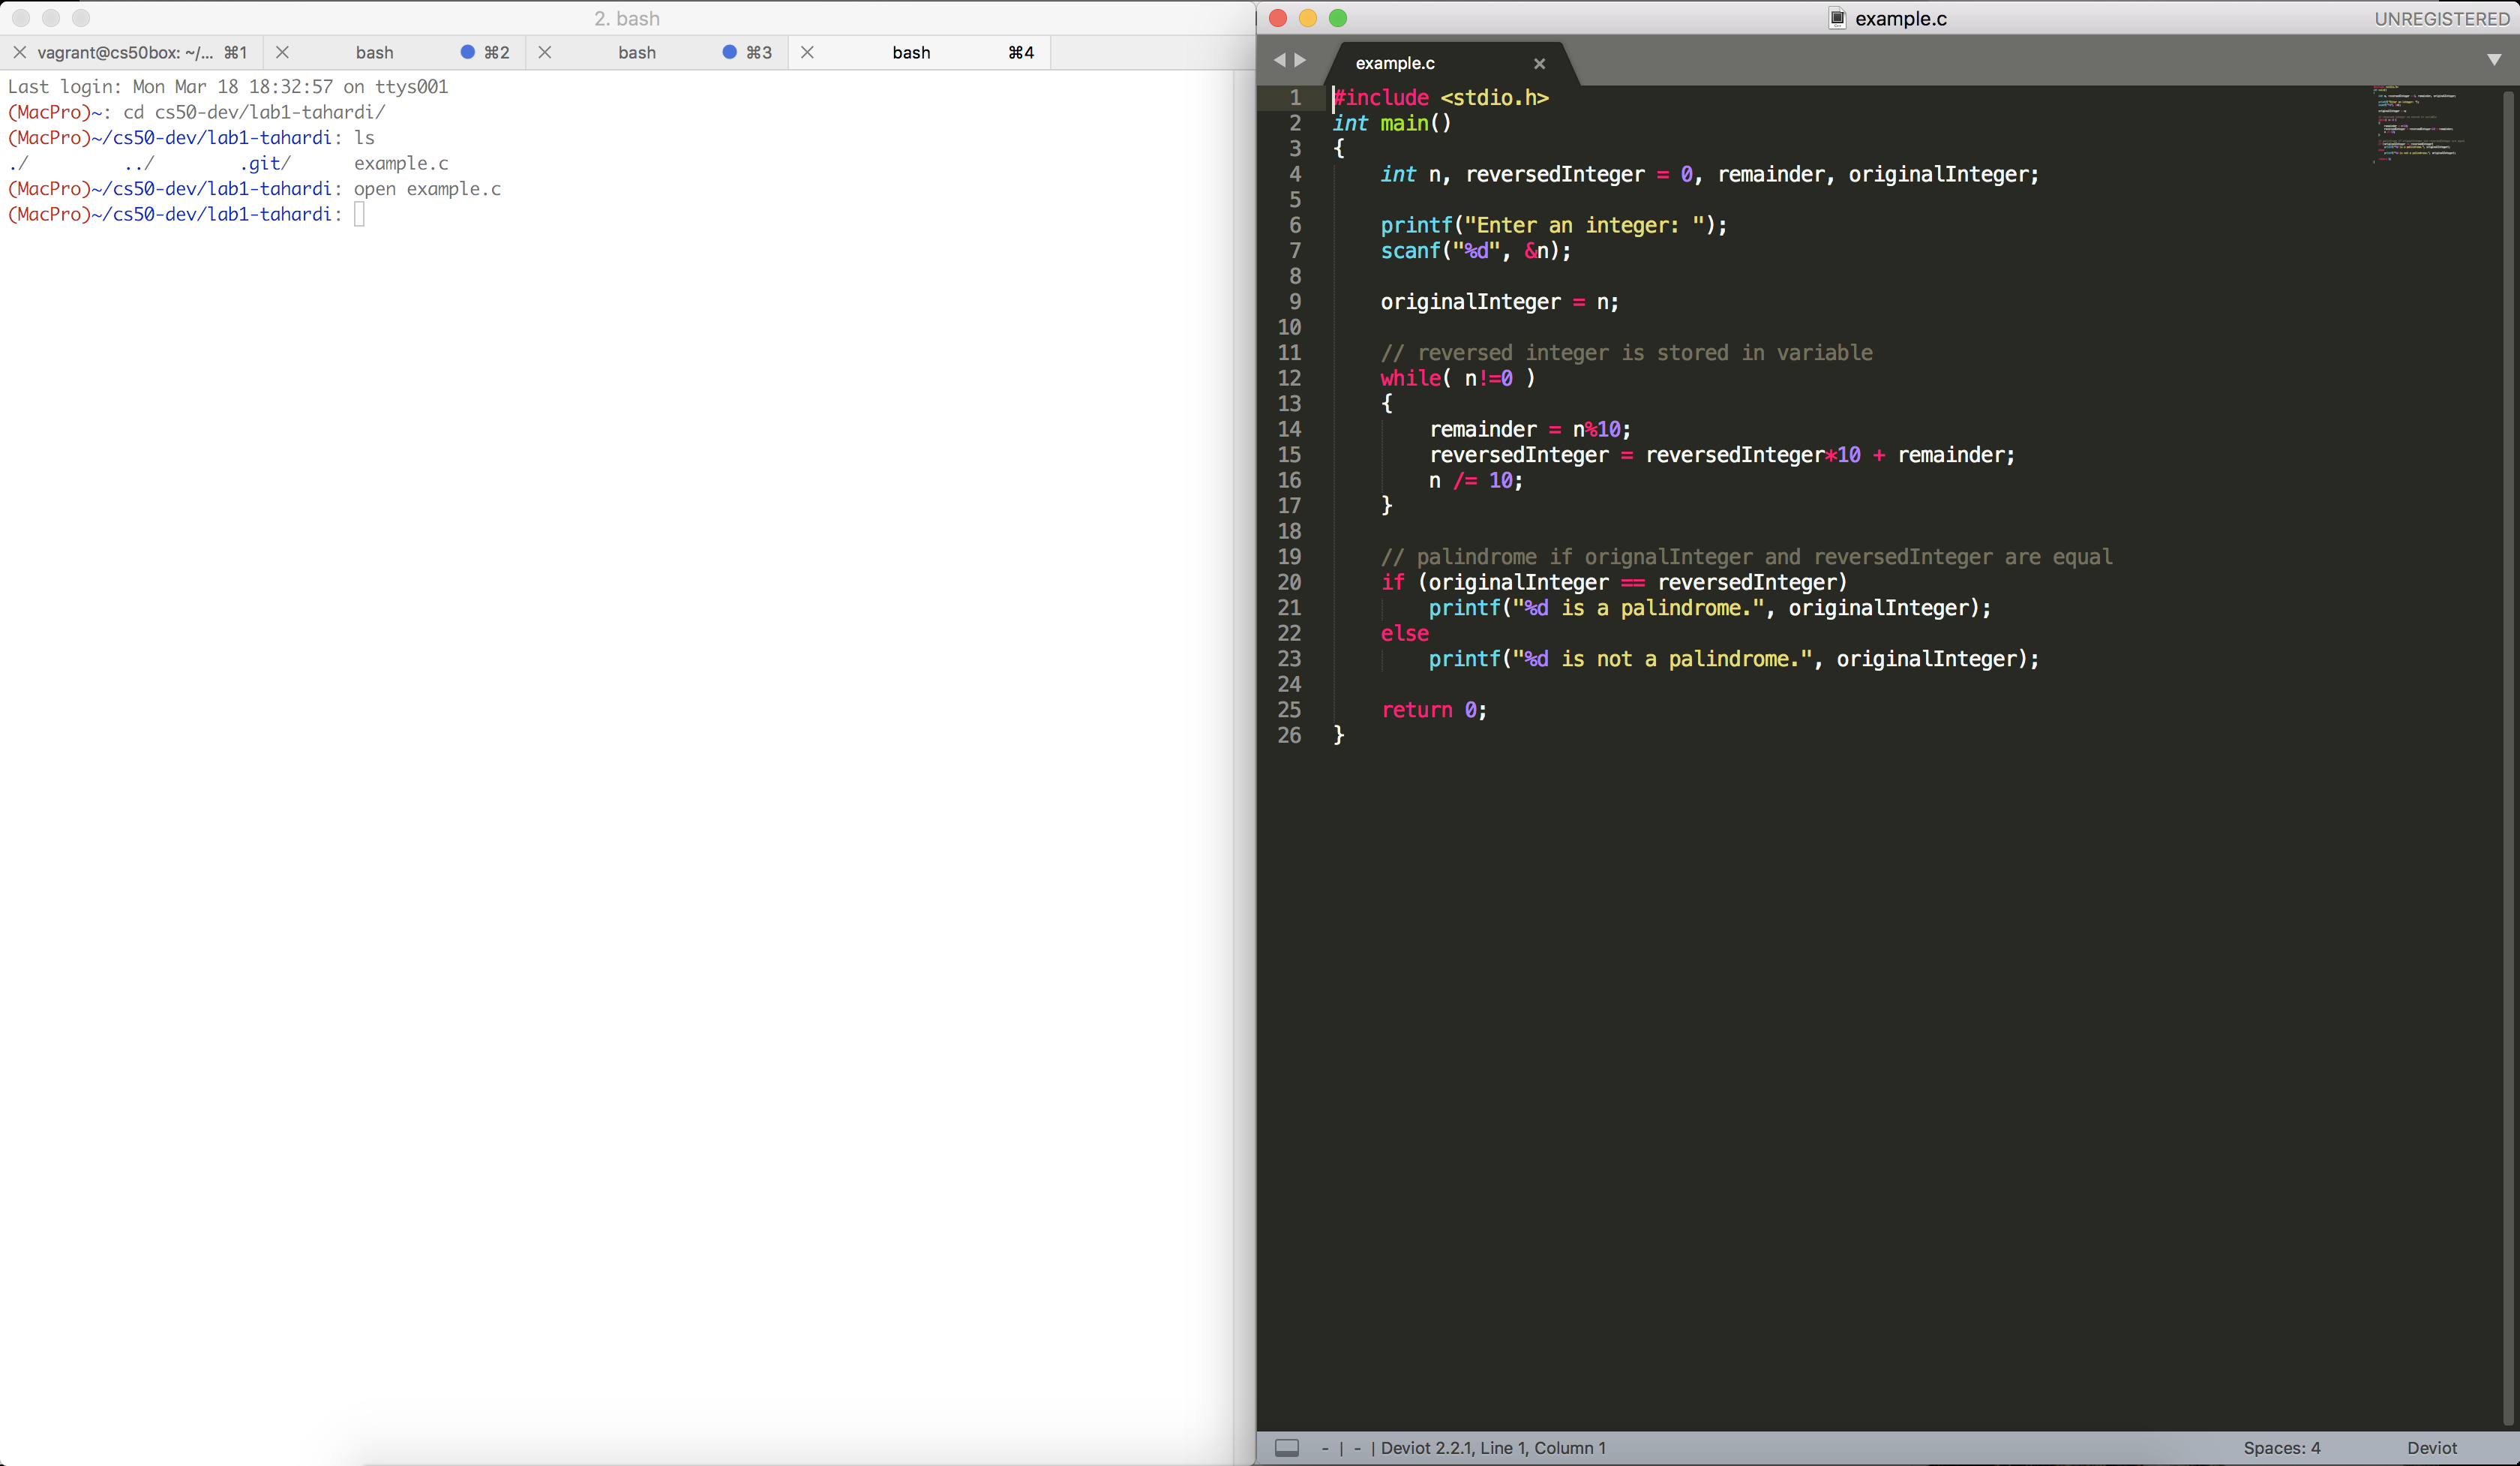 2. bash
vagrant@cs50box: ~/... ⌘1 bash ⌘2 bash ⌘3 bash ⌘4
Last login: Mon Mar 18 18:32:57 on ttys001
(MacPro)~: cd cs50-dev/lab1-tahardi/
(MacPro)~/cs50-dev/lab1-tahardi: ls
./ ../ .git/ example.c
(MacPro)~/cs50-dev/lab1-tahardi: open example.c
(MacPro)~/cs50-dev/lab1-tahardi:
example.c UNREGISTERED
example.c
1 #include <stdio.h>
2 int main()
3 {
4     int n, reversedInteger = 0, remainder, originalInteger;
5
6     printf("Enter an integer: ");
7     scanf("%d", &n);
8
9     originalInteger = n;
10
11     // reversed integer is stored in variable
12     while( n!=0 )
13     {
14         remainder = n%10;
15         reversedInteger = reversedInteger*10 + remainder;
16         n /= 10;
17     }
18
19     // palindrome if orignalInteger and reversedInteger are equal
20     if (originalInteger == reversedInteger)
21         printf("%d is a palindrome.", originalInteger);
22     else
23         printf("%d is not a palindrome.", originalInteger);
24
25     return 0;
26 }
- | - | Deviot 2.2.1, Line 1, Column 1 Spaces: 4 Deviot